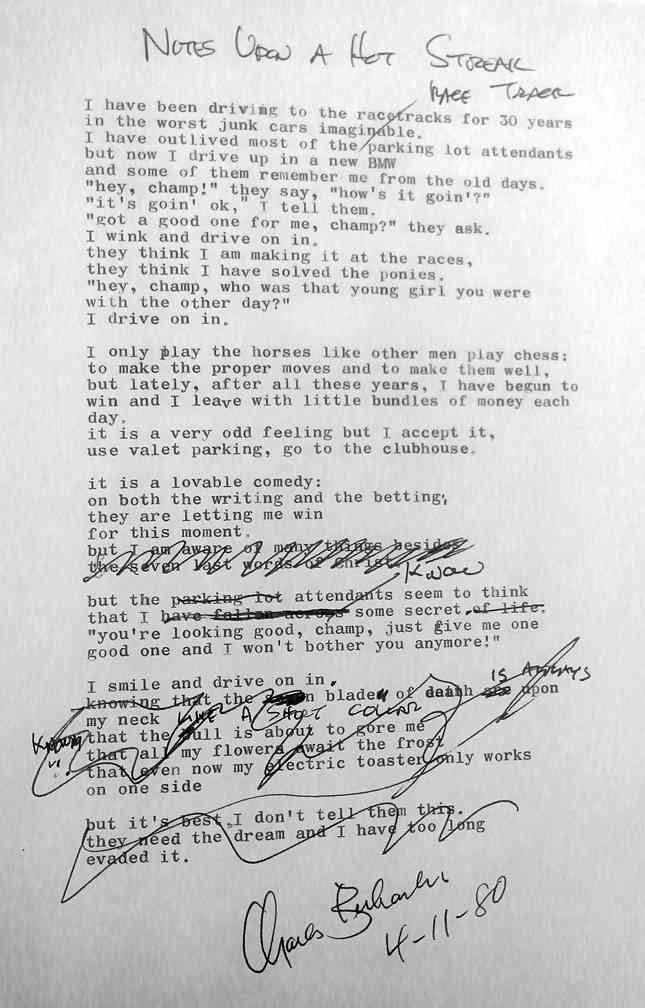 NOTES UPON A HOT STREAK
RACE TRACK
I have been driving to the racetracks for 30 years
in the worst junk cars imaginable.
I have outlived most of the parking lot attendants
but now I drive up in a new BMW
and some of them remember me from the old days.
"hey, champ!" they say, "how's it goin'?"
"it's goin' ok," I tell them.
"got a good one for me, champ?" they ask.
I wink and drive on in.
they think I am making it at the races,
they think I have solved the ponies.
"hey, champ, who was that young girl you were
with the other day?"
I drive on in.
I only play the horses like other men play chess:
to make the proper moves and to make them well,
but lately, after all these years, I have begun to
win and I leave with little bundles of money each
day.
it is a very odd feeling but I accept it,
use valet parking, go to the clubhouse.
it is a lovable comedy:
on both the writing and the betting,
they are letting me win
for this moment.
but I am aware of many things besides
the seven last words of Christ
KNOW
but the parking lot attendants seem to think
that I have fallen across some secret of life.
"you're looking good, champ, just give me one
good one and I won't bother you anymore!"
I smile and drive on in.
IS ALWAYS
knowing that the blade of death upon
my neck LIKE A SHIRT COLLAR
KNOWING
that the bull is about to gore me
that all my flowers await the frost
that even now my electric toaster only works
on one side
but it's best I don't tell them this.
they need the dream and I have too long
evaded it.
Charles Bukowski
4-11-80